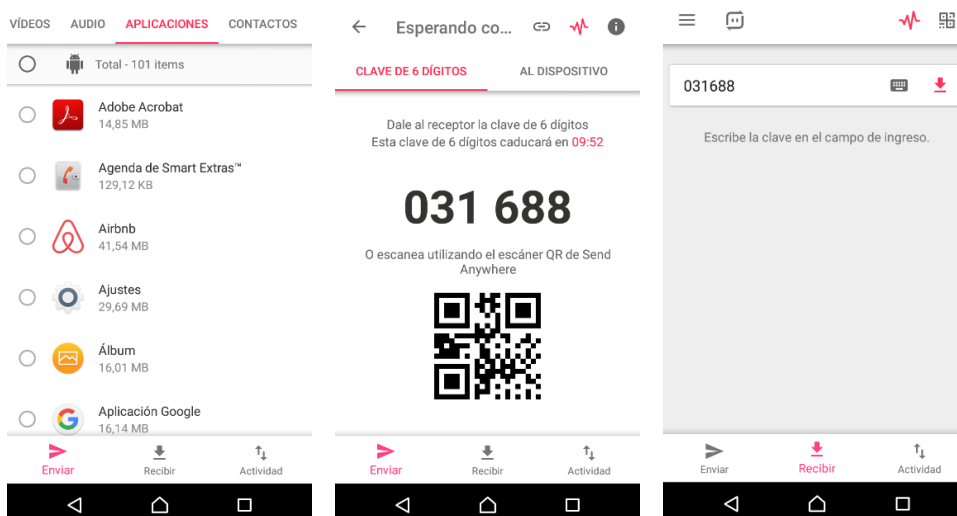 VÍDEOS AUDIO APLICACIONES CONTACTOS
Total - 101 items
Adobe Acrobat
14,85 MB
Agenda de Smart Extras™
129,12 KB
Airbnb
41,54 MB
Ajustes
29,69 MB
Álbum
16,01 MB
Aplicación Google
16,14 MB
Enviar Recibir Actividad
Esperando co...
CLAVE DE 6 DÍGITOS AL DISPOSITIVO
Dale al receptor la clave de 6 dígitos
Esta clave de 6 dígitos caducará en 09:52
031 688
O escanea utilizando el escáner QR de Send
Anywhere
Enviar Recibir Actividad
031688
Escribe la clave en el campo de ingreso.
Enviar Recibir Actividad